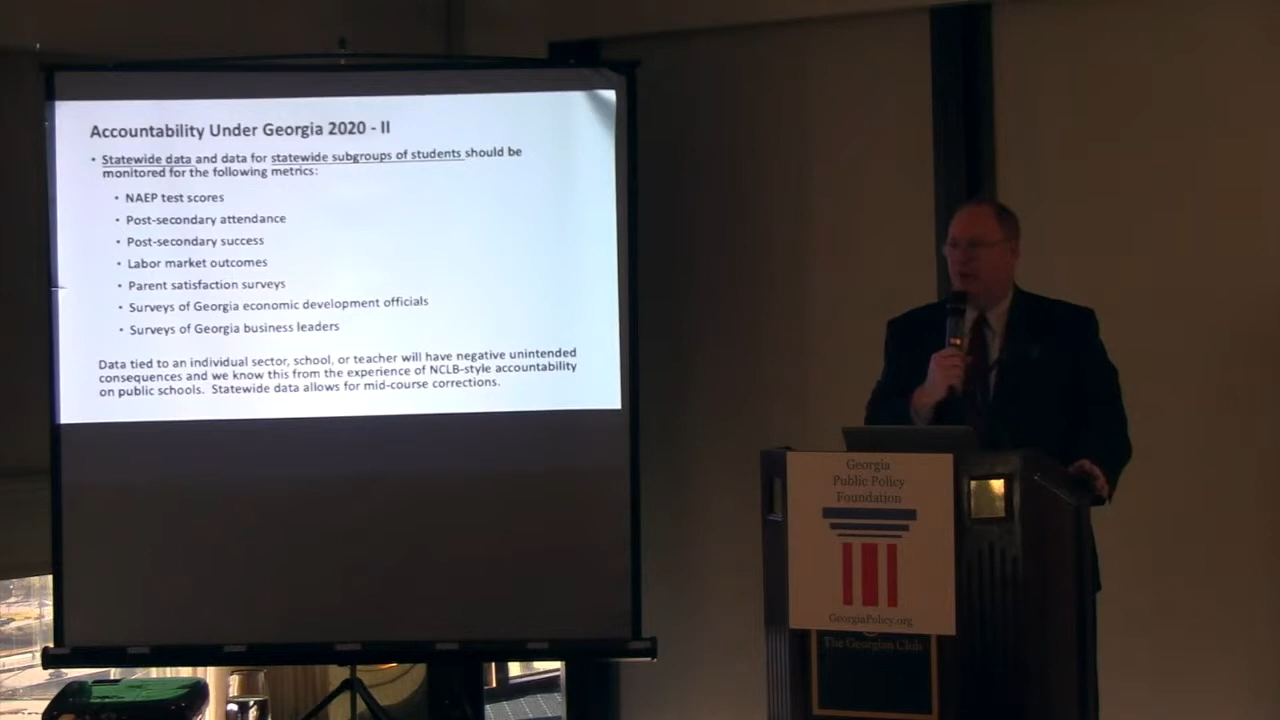 Accountability Under Georgia 2020 - II
• Statewide data and data for statewide subgroups of students should be
monitored for the following metrics:
• NAEP test scores
• Post-secondary attendance
• Post-secondary success
• Labor market outcomes
• Parent satisfaction surveys
• Surveys of Georgia economic development officials
• Surveys of Georgia business leaders
Data tied to an individual sector, school, or teacher will have negative unintended
consequences and we know this from the experience of NCLB-style accountability
on public schools. Statewide data allows for mid-course corrections.
Georgia
Public Policy
Foundation
GeorgiaPolicy.org
The Georgian Club